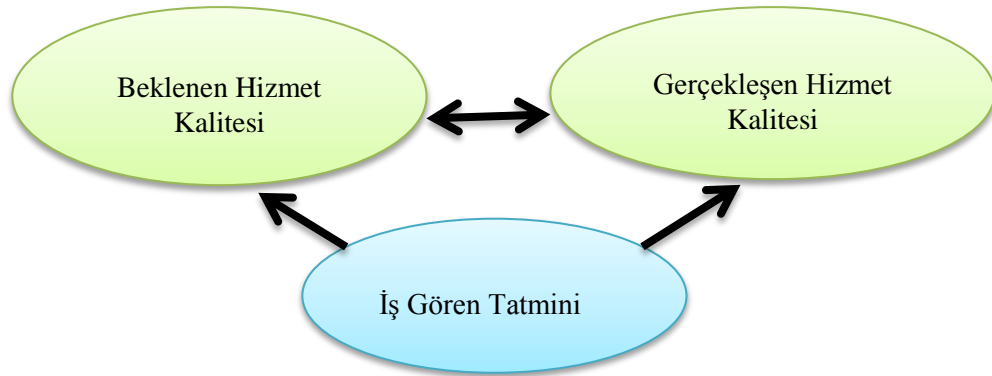 Beklenen Hizmet
Kalitesi
Gerçekleşen Hizmet
Kalitesi
İş Gören Tatmini